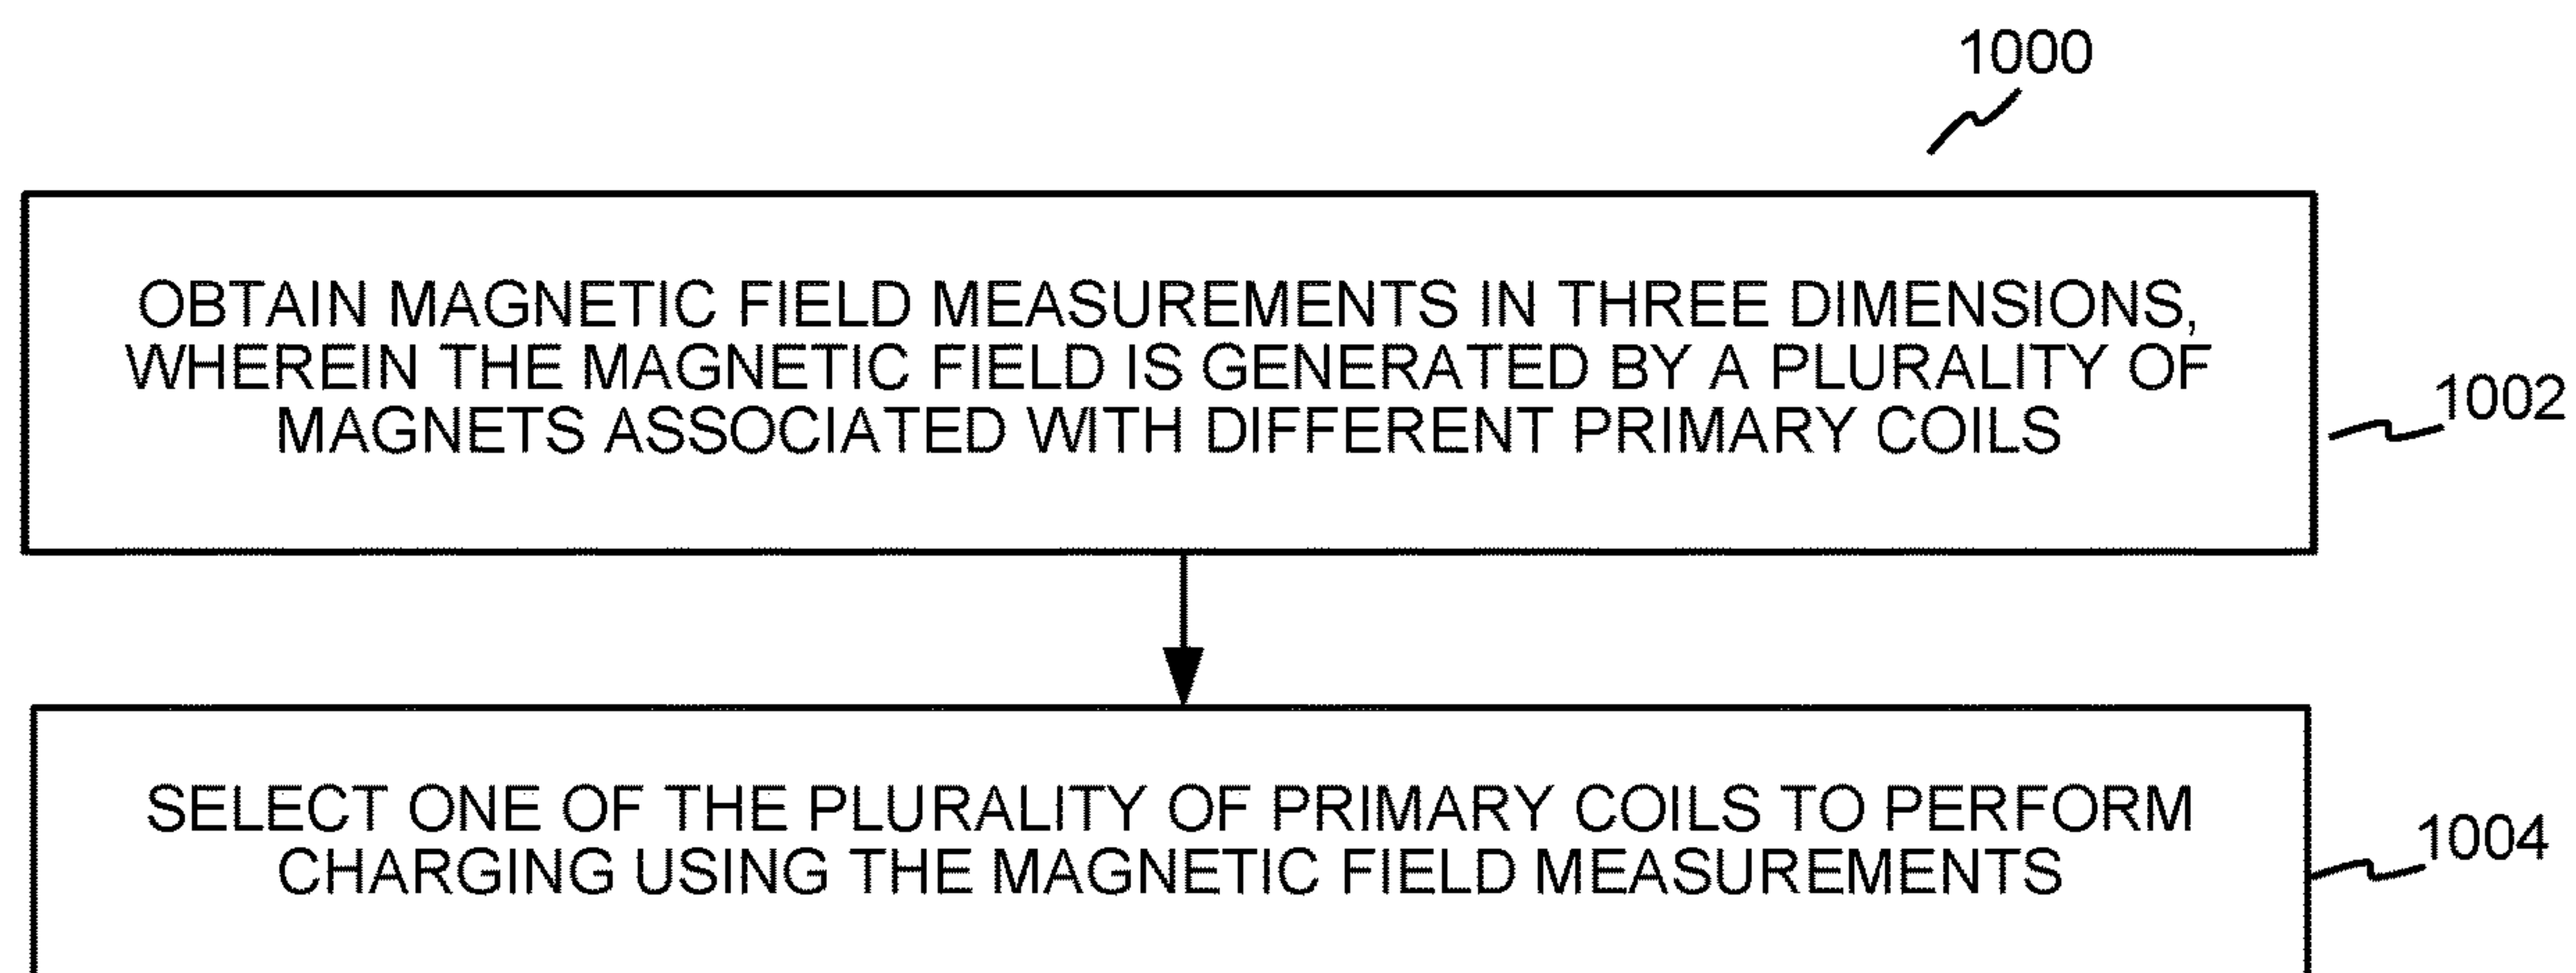 1000
OBTAIN MAGNETIC FIELD MEASUREMENTS IN THREE DIMENSIONS,
WHEREIN THE MAGNETIC FIELD IS GENERATED BY A PLURALITY OF
MAGNETS ASSOCIATED WITH DIFFERENT PRIMARY COILS
1002
SELECT ONE OF THE PLURALITY OF PRIMARY COILS TO PERFORM
CHARGING USING THE MAGNETIC FIELD MEASUREMENTS
1004